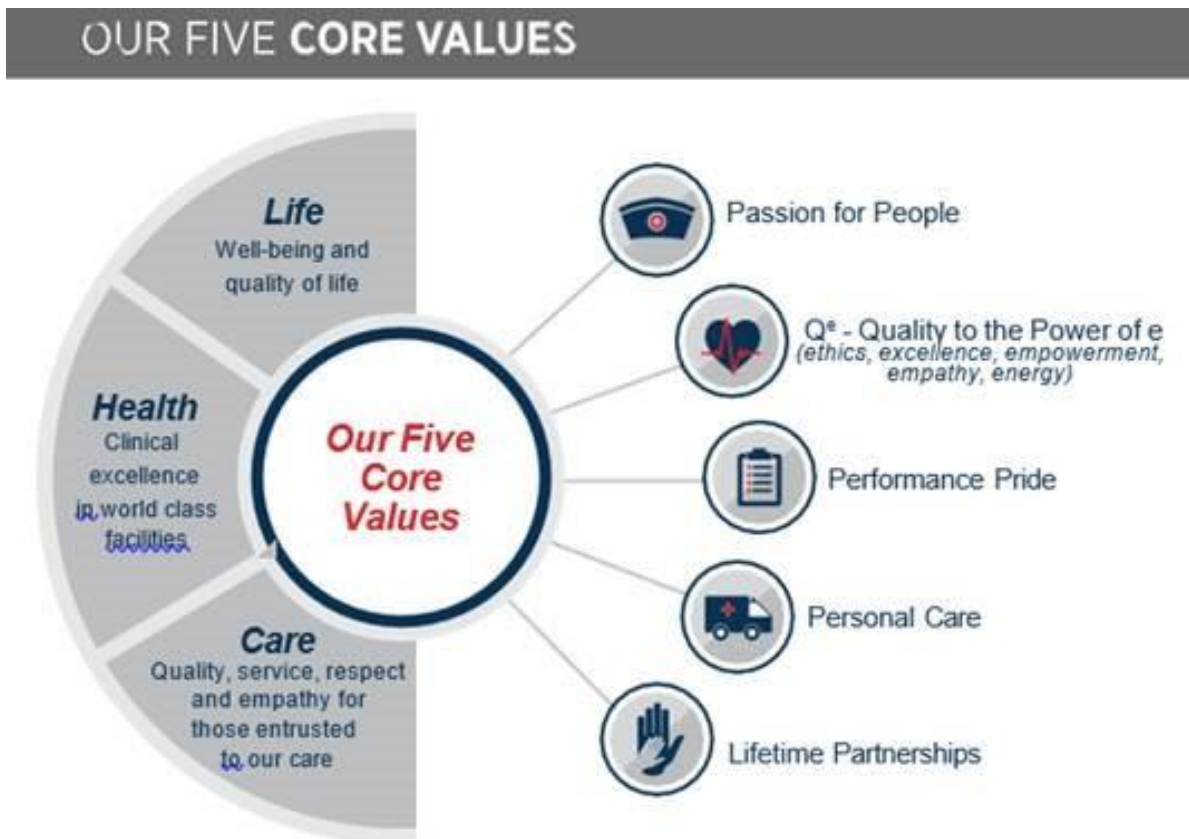 OUR FIVE CORE VALUES
Life
Well-being and
quality of life
Health
Clinical
excellence
in world class
facilities
Care
Quality, service, respect
and empathy for
those entrusted
to our care
Our Five
Core
Values
Passion for People
Qᵉ - Quality to the Power of e
(ethics, excellence, empowerment,
empathy, energy)
Performance Pride
Personal Care
Lifetime Partnerships